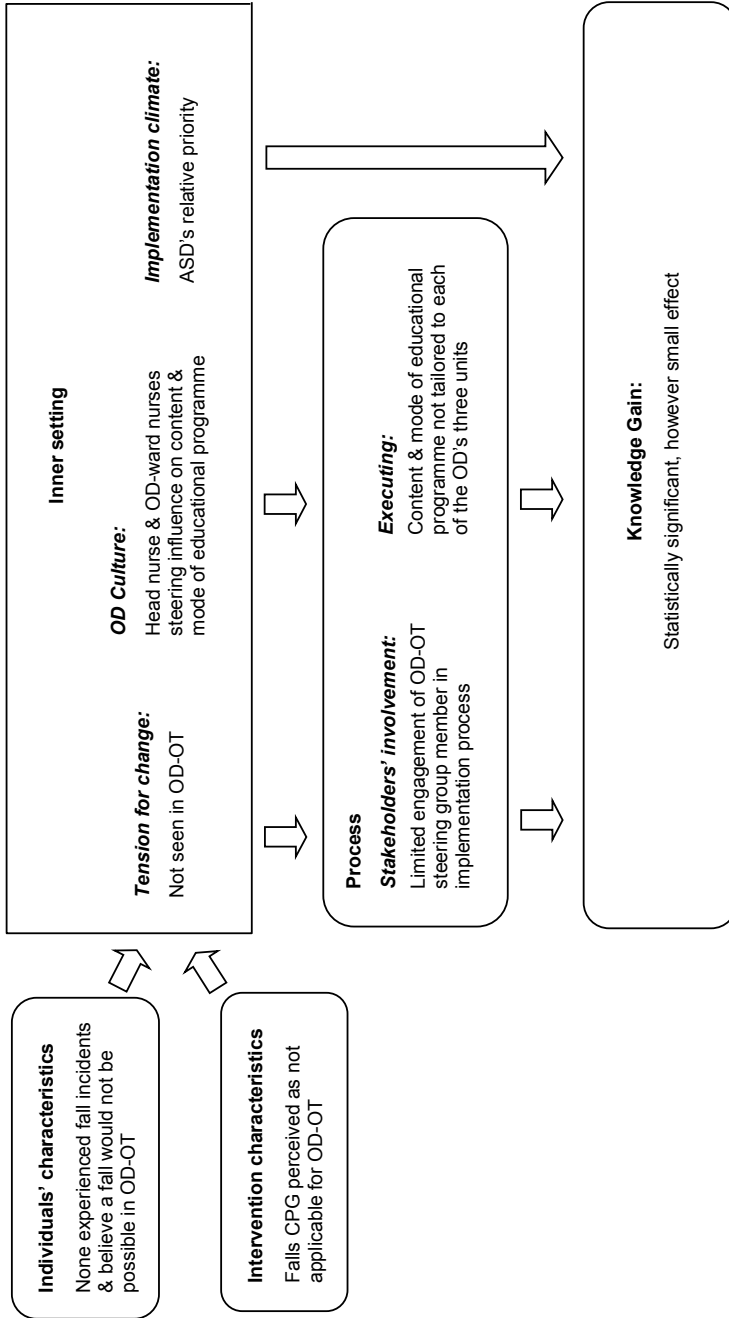 Individuals' characteristics
None experienced fall incidents
& believe a fall would not be
possible in OD-OT
Intervention characteristics
Falls CPG perceived as not
applicable for OD-OT
Inner setting
Tension for change:
Not seen in OD-OT
OD Culture:
Head nurse & OD-ward nurses
steering influence on content &
mode of educational programme
Implementation climate:
ASD's relative priority
Process
Stakeholders' involvement:
Limited engagement of OD-OT
steering group member in
implementation process
Executing:
Content & mode of educational
programme not tailored to each
of the OD's three units
Knowledge Gain:
Statistically significant, however small effect